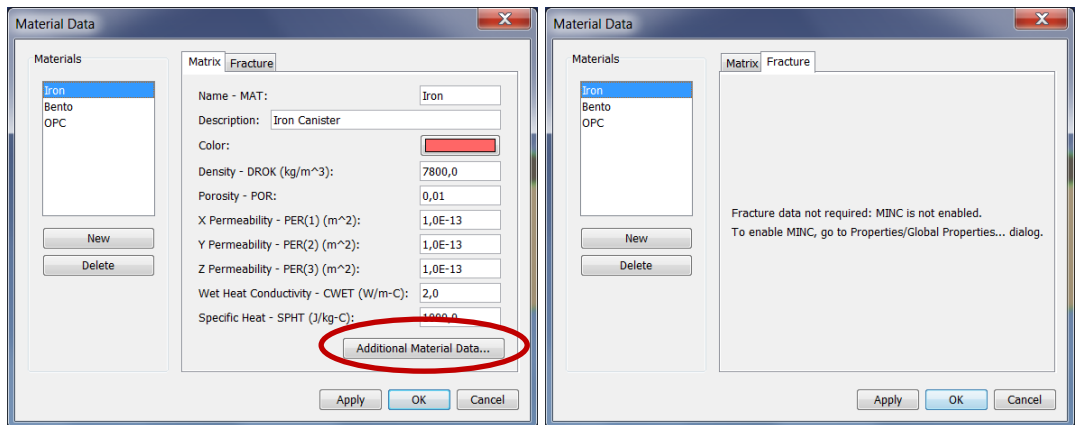 Material Data
Materials
Iron
Bento
OPC
New
Delete
Matrix Fracture
Name - MAT: Iron
Description: Iron Canister
Color:
Density - DROK (kg/m^3): 7800,0
Porosity - POR: 0,01
X Permeability - PER(1) (m^2): 1,0E-13
Y Permeability - PER(2) (m^2): 1,0E-13
Z Permeability - PER(3) (m^2): 1,0E-13
Wet Heat Conductivity - CWET (W/m-C): 2,0
Specific Heat - SPHT (J/kg-C): 1000,0
Additional Material Data...
Apply OK Cancel
Material Data
Materials
Iron
Bento
OPC
New
Delete
Matrix Fracture
Fracture data not required: MINC is not enabled.
To enable MINC, go to Properties/Global Properties... dialog.
Apply OK Cancel